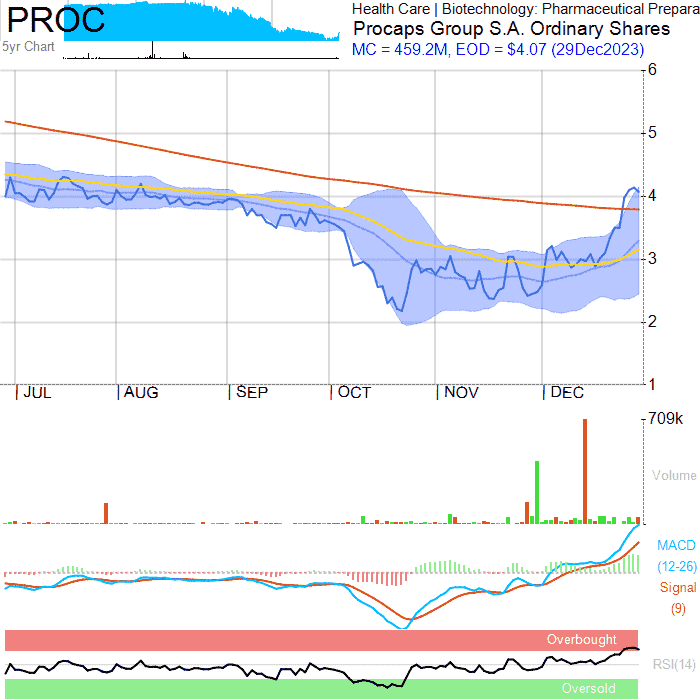 PROC
5yr Chart
Health Care | Biotechnology: Pharmaceutical Prepara
Procaps Group S.A. Ordinary Shares
MC = 459.2M, EOD = $4.07 (29Dec2023)
6
5
4
3
2
1
JUL AUG SEP OCT NOV DEC
709k
Volume
MACD
(12-26)
Signal
(9)
Overbought
RSI(14)
Oversold